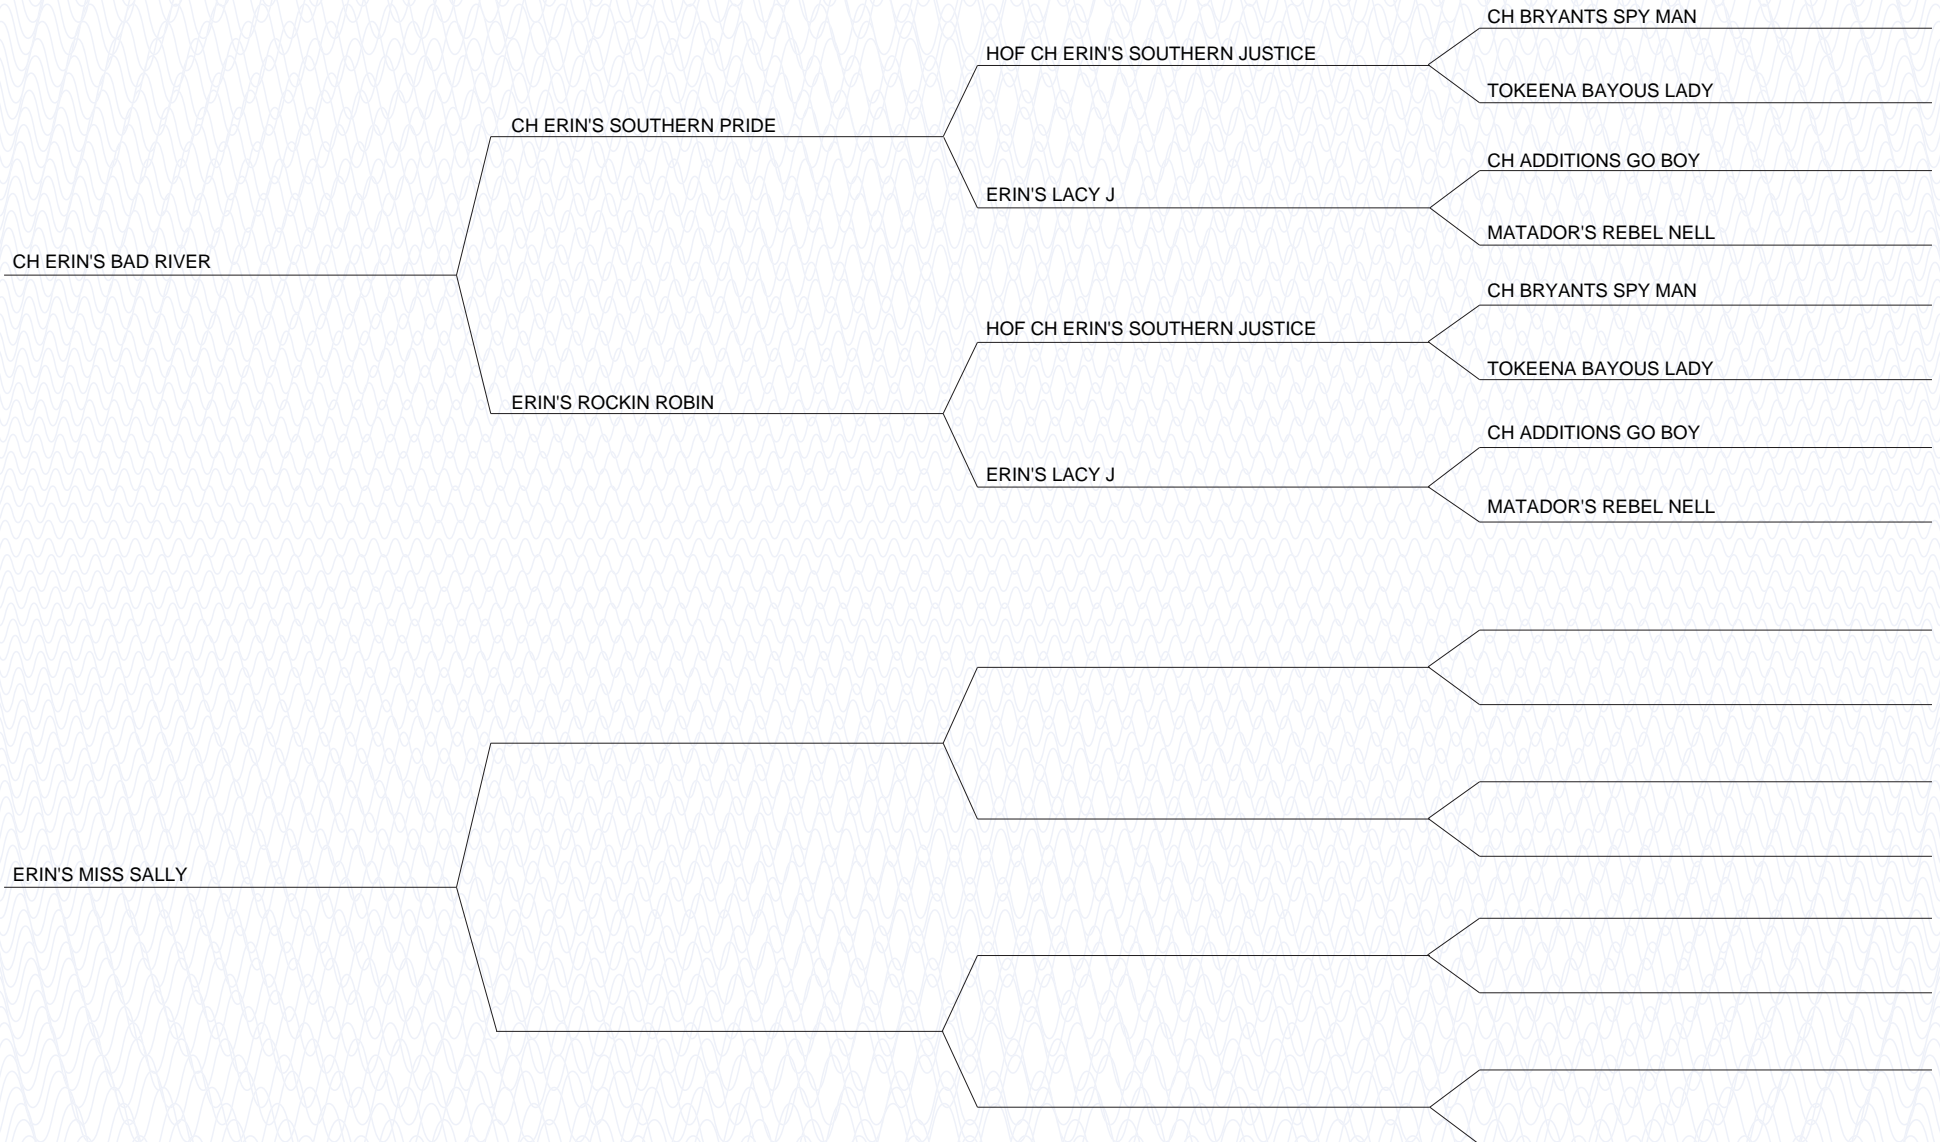 CH BRYANTS SPY MAN
HOF CH ERIN'S SOUTHERN JUSTICE
TOKEENA BAYOUS LADY
CH ERIN'S SOUTHERN PRIDE
CH ADDITIONS GO BOY
ERIN'S LACY J
MATADOR'S REBEL NELL
CH ERIN'S BAD RIVER
CH BRYANTS SPY MAN
HOF CH ERIN'S SOUTHERN JUSTICE
TOKEENA BAYOUS LADY
ERIN'S ROCKIN ROBIN
CH ADDITIONS GO BOY
ERIN'S LACY J
MATADOR'S REBEL NELL
ERIN'S MISS SALLY